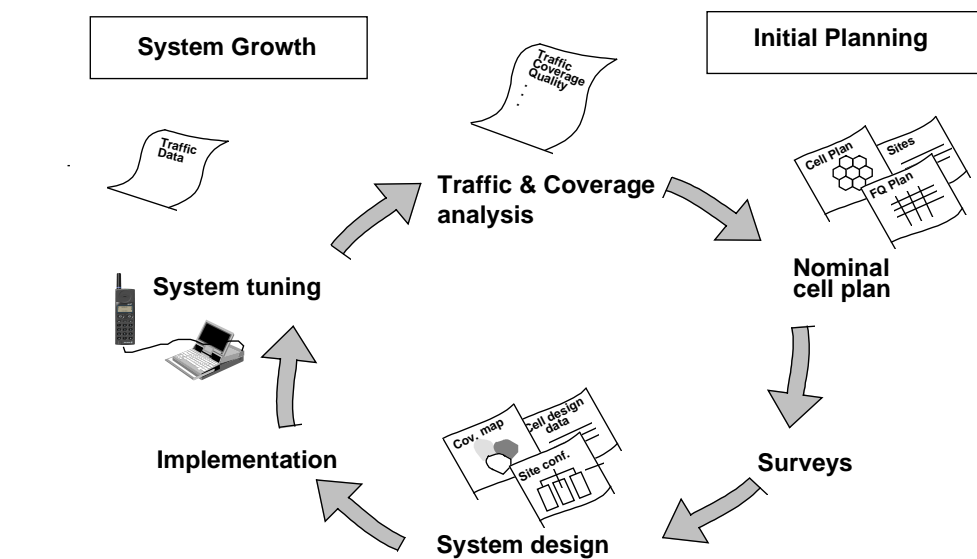 System Growth
Initial Planning
Traffic
Coverage
Quality
Traffic
Data
Cell Plan
Sites
FQ Plan
Traffic & Coverage
analysis
Nominal
cell plan
System tuning
Cov. map
Cell design
data
Site conf.
Implementation
Surveys
System design